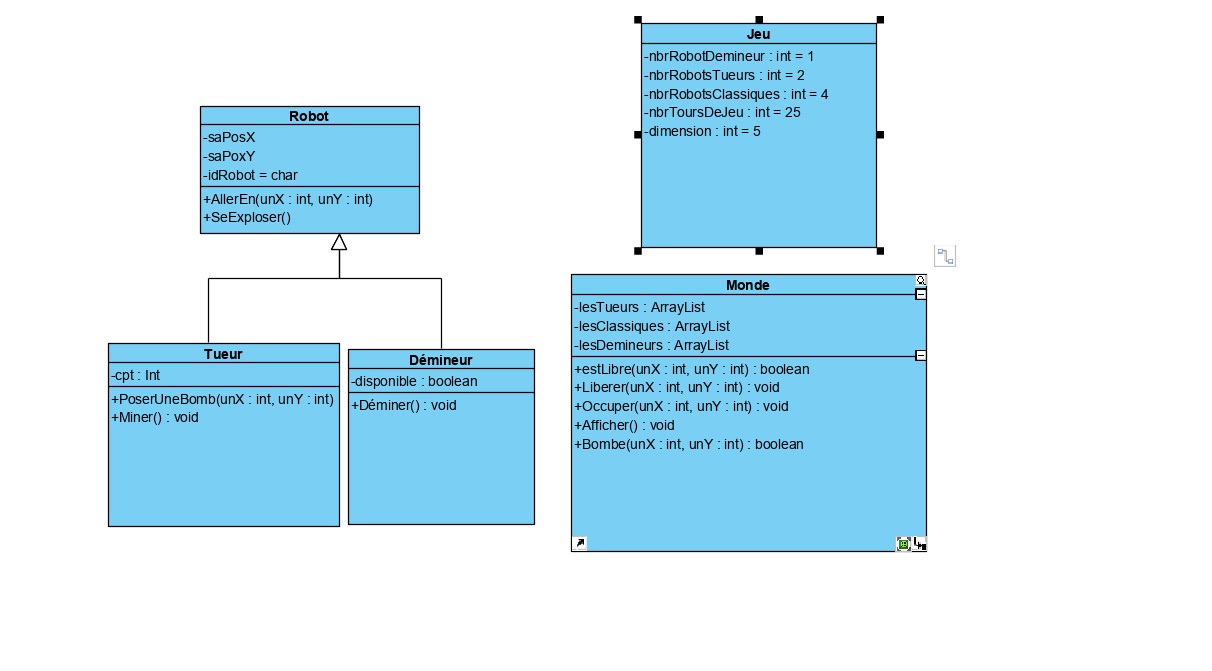 Jeu
-nbrRobotDemineur : int = 1
-nbrRobotsTueurs : int = 2
-nbrRobotsClassiques : int = 4
-nbrToursDeJeu : int = 25
-dimension : int = 5
Robot
-saPosX
-saPoxY
-idRobot = char
+AllerEn(unX : int, unY : int)
+SeExploser()
Monde
-lesTueurs : ArrayList
-lesClassiques : ArrayList
-lesDemineurs : ArrayList
+estLibre(unX : int, unY : int) : boolean
+Liberer(unX : int, unY : int) : void
+Occuper(unX : int, unY : int) : void
+Afficher() : void
+Bombe(unX : int, unY : int) : boolean
Tueur
-cpt : Int
+PoserUneBomb(unX : int, unY : int)
+Miner() : void
Démineur
-disponible : boolean
+Déminer() : void